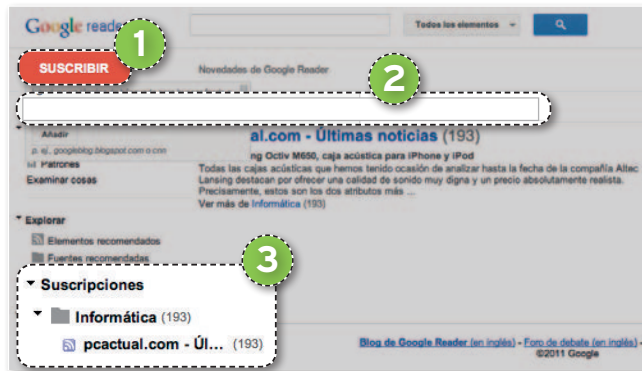 Google reader
Todos los elementos
1
SUSCRIBIR
Novedades de Google Reader
2
Añadir
p. ej., googleblog.blogspot.com o cnn
al.com - Últimas noticias (193)
ng Octiv M650, caja acústica para iPhone y iPod
Patrones
Todas las cajas acústicas que hemos tenido ocasión de analizar hasta la fecha de la compañía Altec
Examinar cosas
Lansing destacan por ofrecer una calidad de sonido muy digna y un precio absolutamente realista.
Precisamente, estos son los dos atributos más ...
Ver más de Informática (193)
Explorar
Elementos recomendados
Fuentes recomendadas
3
Suscripciones
Informática (193)
pcactual.com - Úl... (193)
Blog de Google Reader (en inglés) - Foro de debate (en inglés) -
©2011 Google